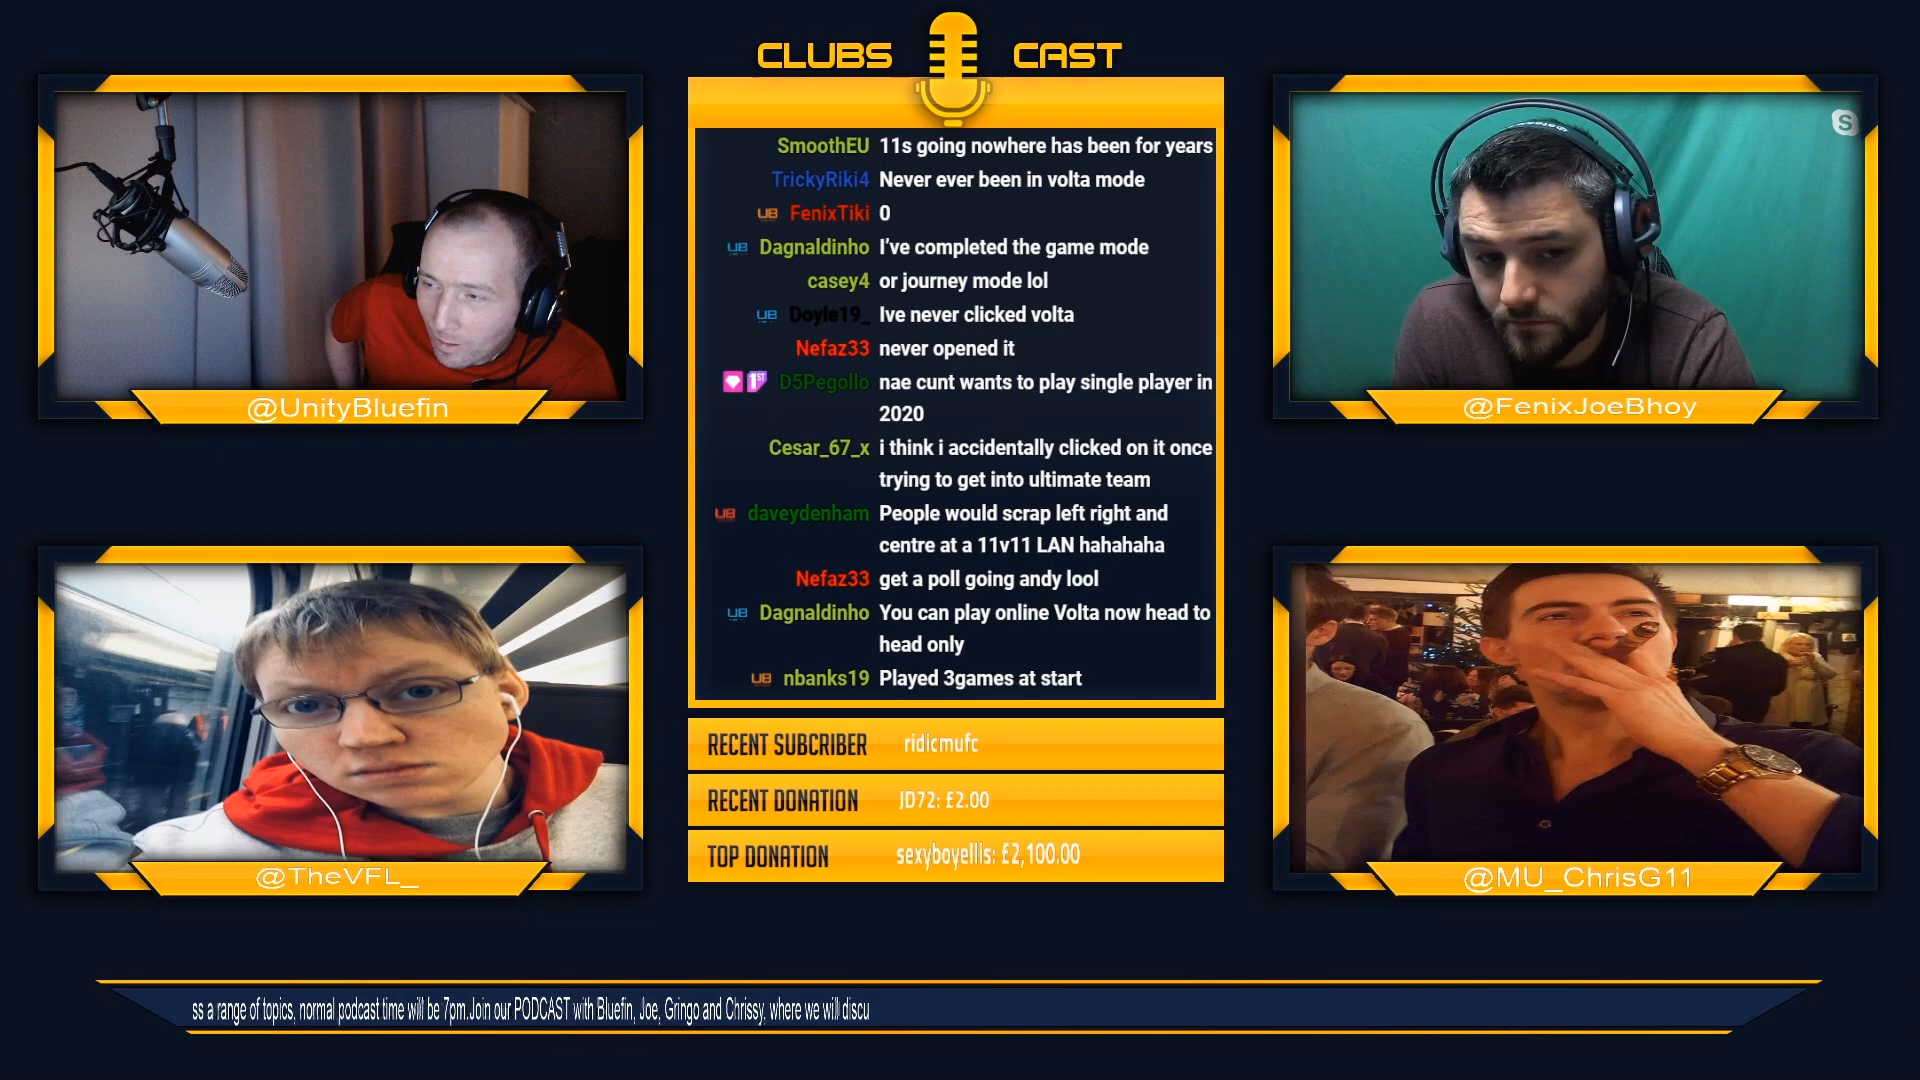 CLUBS CAST
SmoothEU 11s going nowhere has been for years
TrickyRiki4 Never ever been in volta mode
UB FenixTiki 0
UB Dagnaldinho I've completed the game mode
casey4 or journey mode lol
UB Doyle19_ Ive never clicked volta
Nefaz33 never opened it
1ST D5Pegollo nae cunt wants to play single player in
2020
Cesar_67_x i think i accidentally clicked on it once
trying to get into ultimate team
UB daveydenham People would scrap left right and
centre at a 11v11 LAN hahahaha
Nefaz33 get a poll going andy lool
UB Dagnaldinho You can play online Volta now head to
head only
UB nbanks19 Played 3games at start
RECENT SUBCRIBER ridicmufc
RECENT DONATION JD72: £2.00
TOP DONATION sexyboyellis: £2,100.00
@UnityBluefin
@FenixJoeBhoy
S
@TheVFL_
@MU_ChrisG11
ss a range of topics, normal podcast time will be 7pm.Join our PODCAST with Bluefin, Joe, Gringo and Chrissy, where we will discu